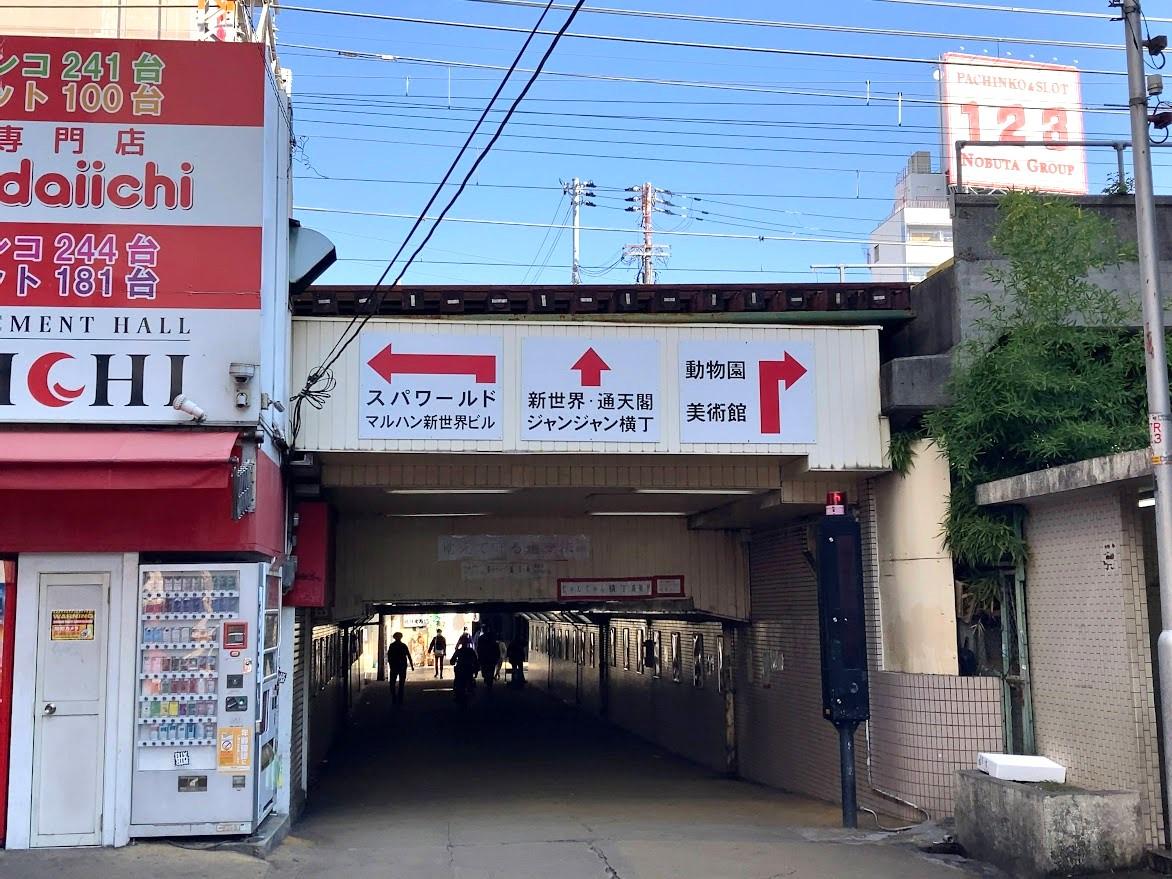 ンコ 241 台
ット 100 台
専門店
daiichi
ンコ 244 台
ット 181 台
EMENT HALL
ICHI
PACHINKO & SLOT
123
NOBUTA GROUP
スパワールド
マルハン新世界ビル
新世界・通天閣
ジャンジャン横丁
動物園
美術館
WARNING